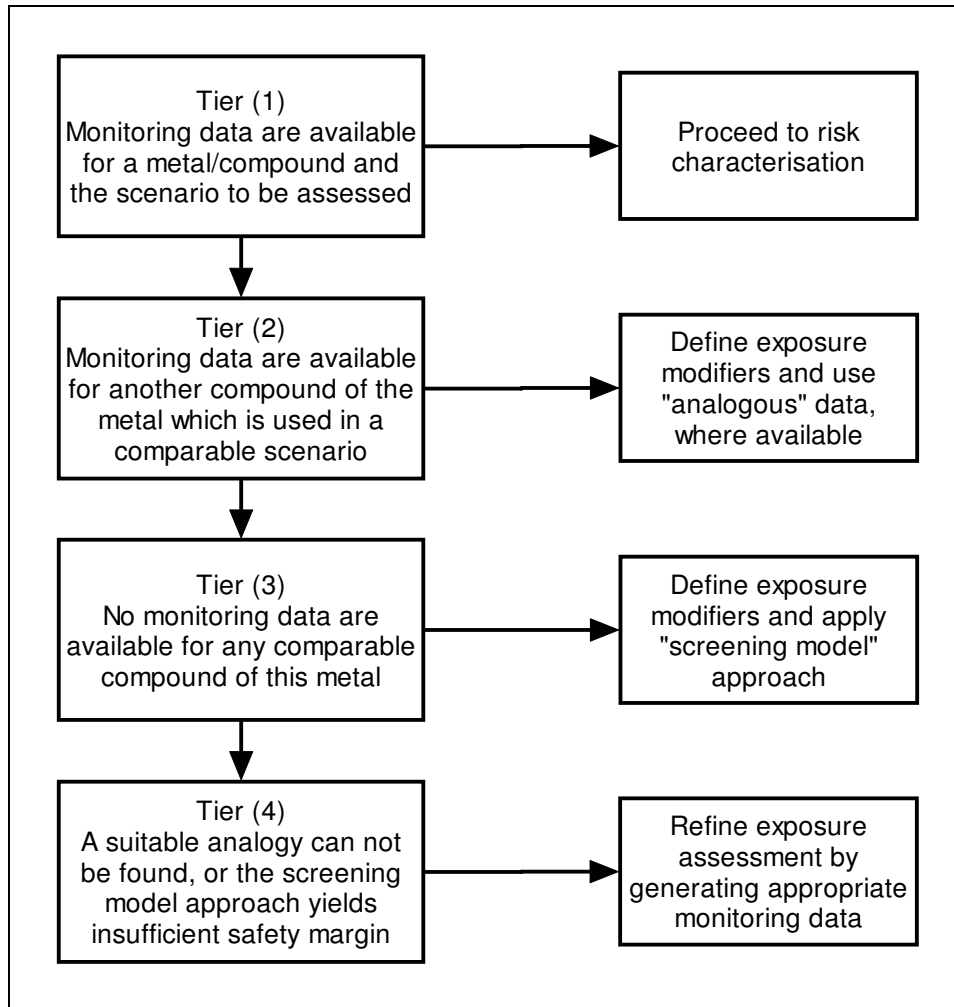 Tier (1)
Monitoring data are available
for a metal/compound and
the scenario to be assessed
Proceed to risk
characterisation
Tier (2)
Monitoring data are available
for another compound of the
metal which is used in a
comparable scenario
Define exposure
modifiers and use
"analogous" data,
where available
Tier (3)
No monitoring data are
available for any comparable
compound of this metal
Define exposure
modifiers and apply
"screening model"
approach
Tier (4)
A suitable analogy can not
be found, or the screening
model approach yields
insufficient safety margin
Refine exposure
assessment by
generating appropriate
monitoring data